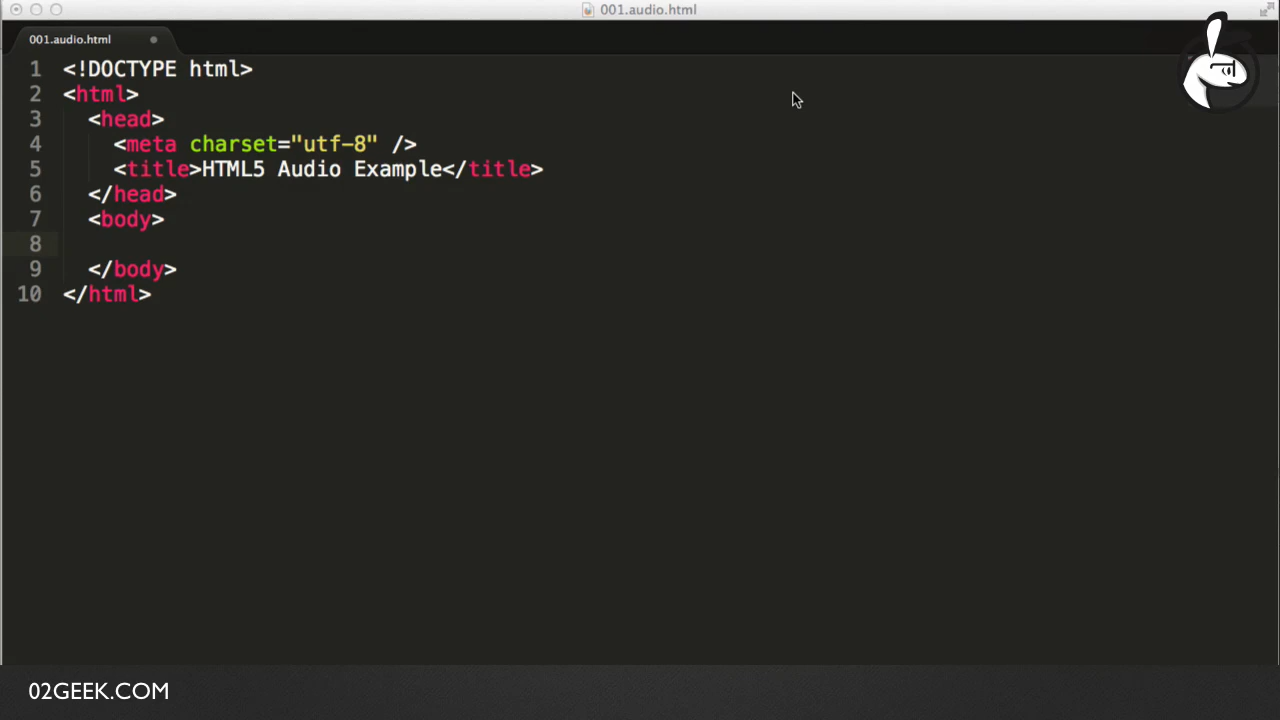 001.audio.html
001.audio.html
1 <!DOCTYPE html>
2 <html>
3 <head>
4 <meta charset="utf-8" />
5 <title>HTML5 Audio Example</title>
6 </head>
7 <body>
8
9 </body>
10 </html>
02GEEK.COM